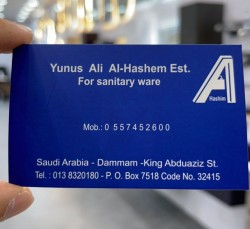 Yunus Ali Al-Hashem Est.
For sanitary ware
A
Hashim
Mob.: 0 557452600
Saudi Arabia - Dammam -King Abduaziz St.
Tel. : 013 8320180 - P. O. Box 7518 Code No. 32415